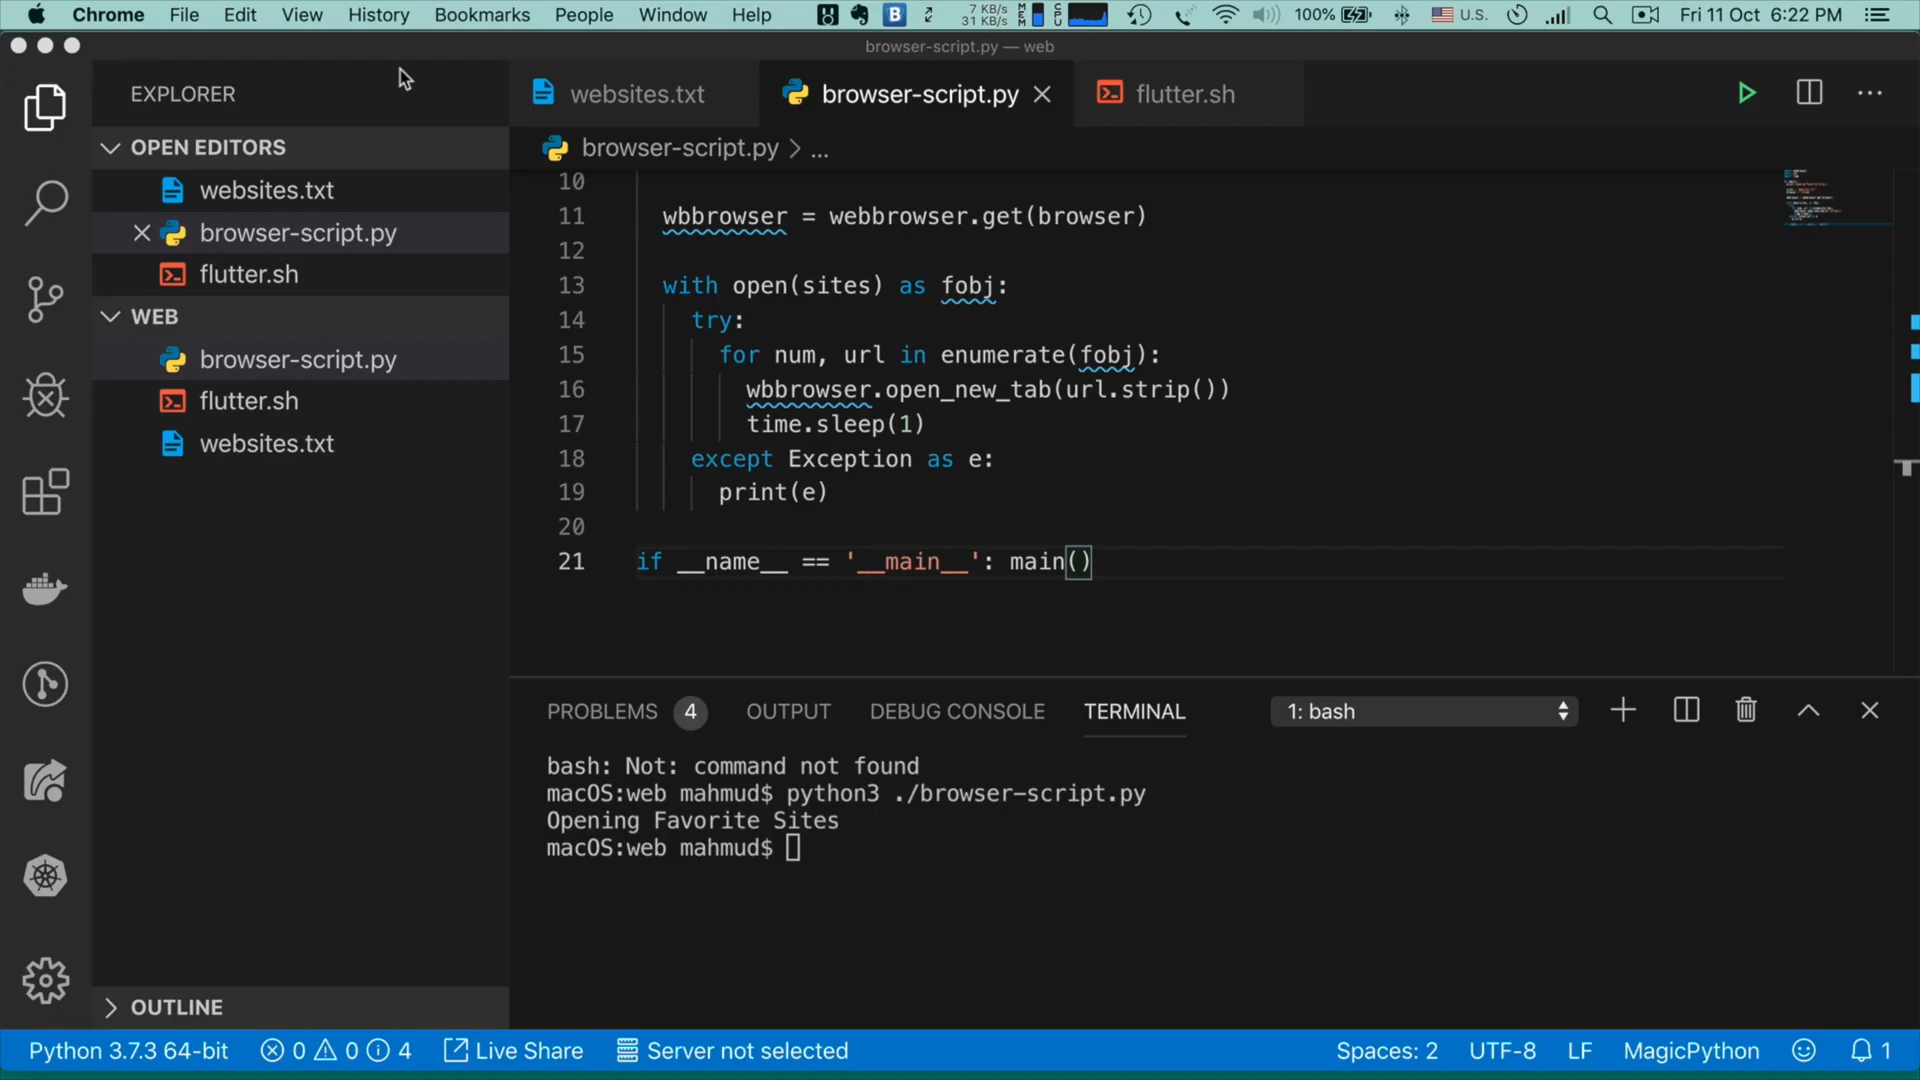 Chrome File Edit View History Bookmarks People Window Help 7 KB/s 31 KB/s MEM CPU 100% U.S. Fri 11 Oct 6:22 PM
browser-script.py — web
EXPLORER
OPEN EDITORS
websites.txt
browser-script.py
flutter.sh
WEB
browser-script.py
flutter.sh
websites.txt
OUTLINE
websites.txt browser-script.py flutter.sh
browser-script.py > ...
10
11 wbbrowser = webbrowser.get(browser)
12
13 with open(sites) as fobj:
14 try:
15 for num, url in enumerate(fobj):
16 wbbrowser.open_new_tab(url.strip())
17 time.sleep(1)
18 except Exception as e:
19 print(e)
20
21 if __name__ == '__main__': main()
PROBLEMS 4 OUTPUT DEBUG CONSOLE TERMINAL 1: bash
bash: Not: command not found
macOS:web mahmud$ python3 ./browser-script.py
Opening Favorite Sites
macOS:web mahmud$
Python 3.7.3 64-bit 0 0 4 Live Share Server not selected Spaces: 2 UTF-8 LF MagicPython 1